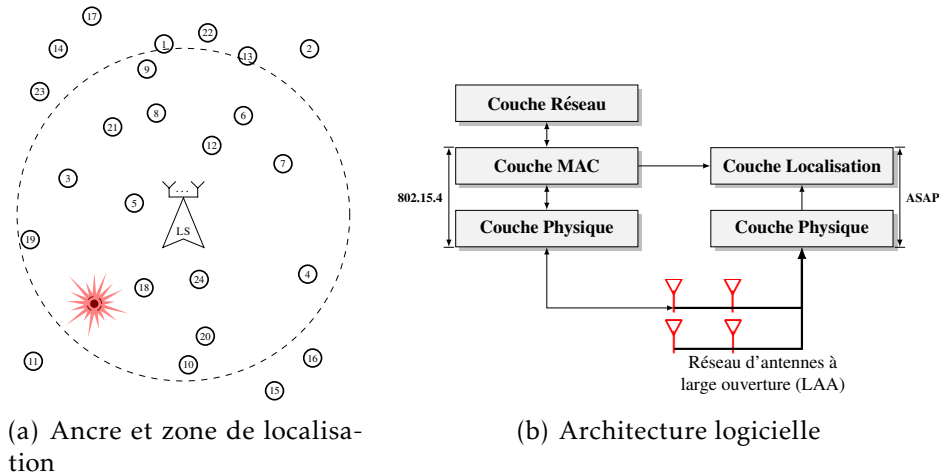 17
22
1
14
2
13
9
23
8
6
21
12
7
3
5
...
LS
19
4
24
18
20
10
16
11
15
(a) Ancre et zone de localisa-
tion
Couche Réseau
Couche MAC
Couche Localisation
802.15.4
ASAP
Couche Physique
Couche Physique
Réseau d'antennes à
large ouverture (LAA)
(b) Architecture logicielle